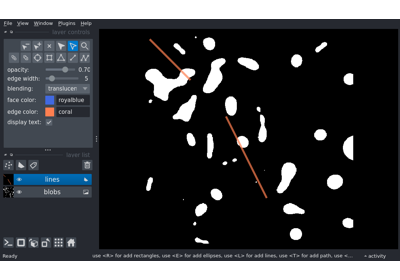 File View Window Plugins Help
layer controls
opacity: 0.70
edge width: 5
blending: translucen
face color: royalblue
edge color: coral
display text:
layer list
lines
blobs
Ready use <R> for add rectangles, use <E> for add ellipses, use <L> for add lines, use <T> for add path, use <... activity